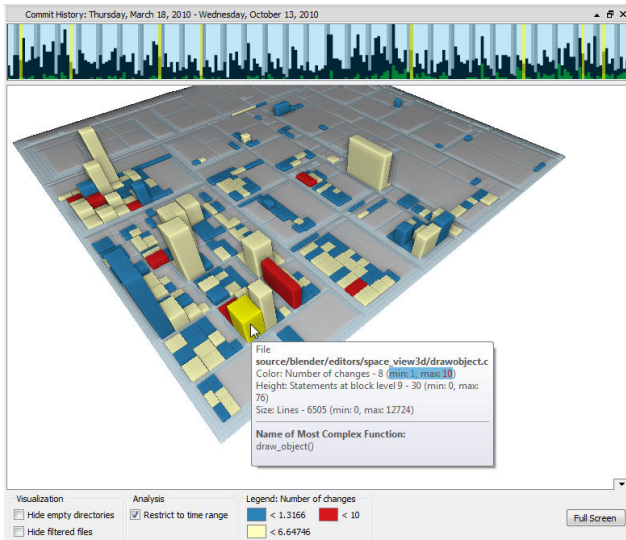 Commit History: Thursday, March 18, 2010 - Wednesday, October 13, 2010
File
source/blender/editors/space_view3d/drawobject.c
Color: Number of changes - 8 (min: 1, max: 10)
Height: Statements at block level 9 - 30 (min: 0, max:
76)
Size: Lines - 6505 (min: 0, max: 12724)
Name of Most Complex Function:
draw_object()
Visualization
Analysis
Legend: Number of changes
Hide empty directories
Restrict to time range
< 1.3166
< 10
Full Screen
Hide filtered files
< 6.64746